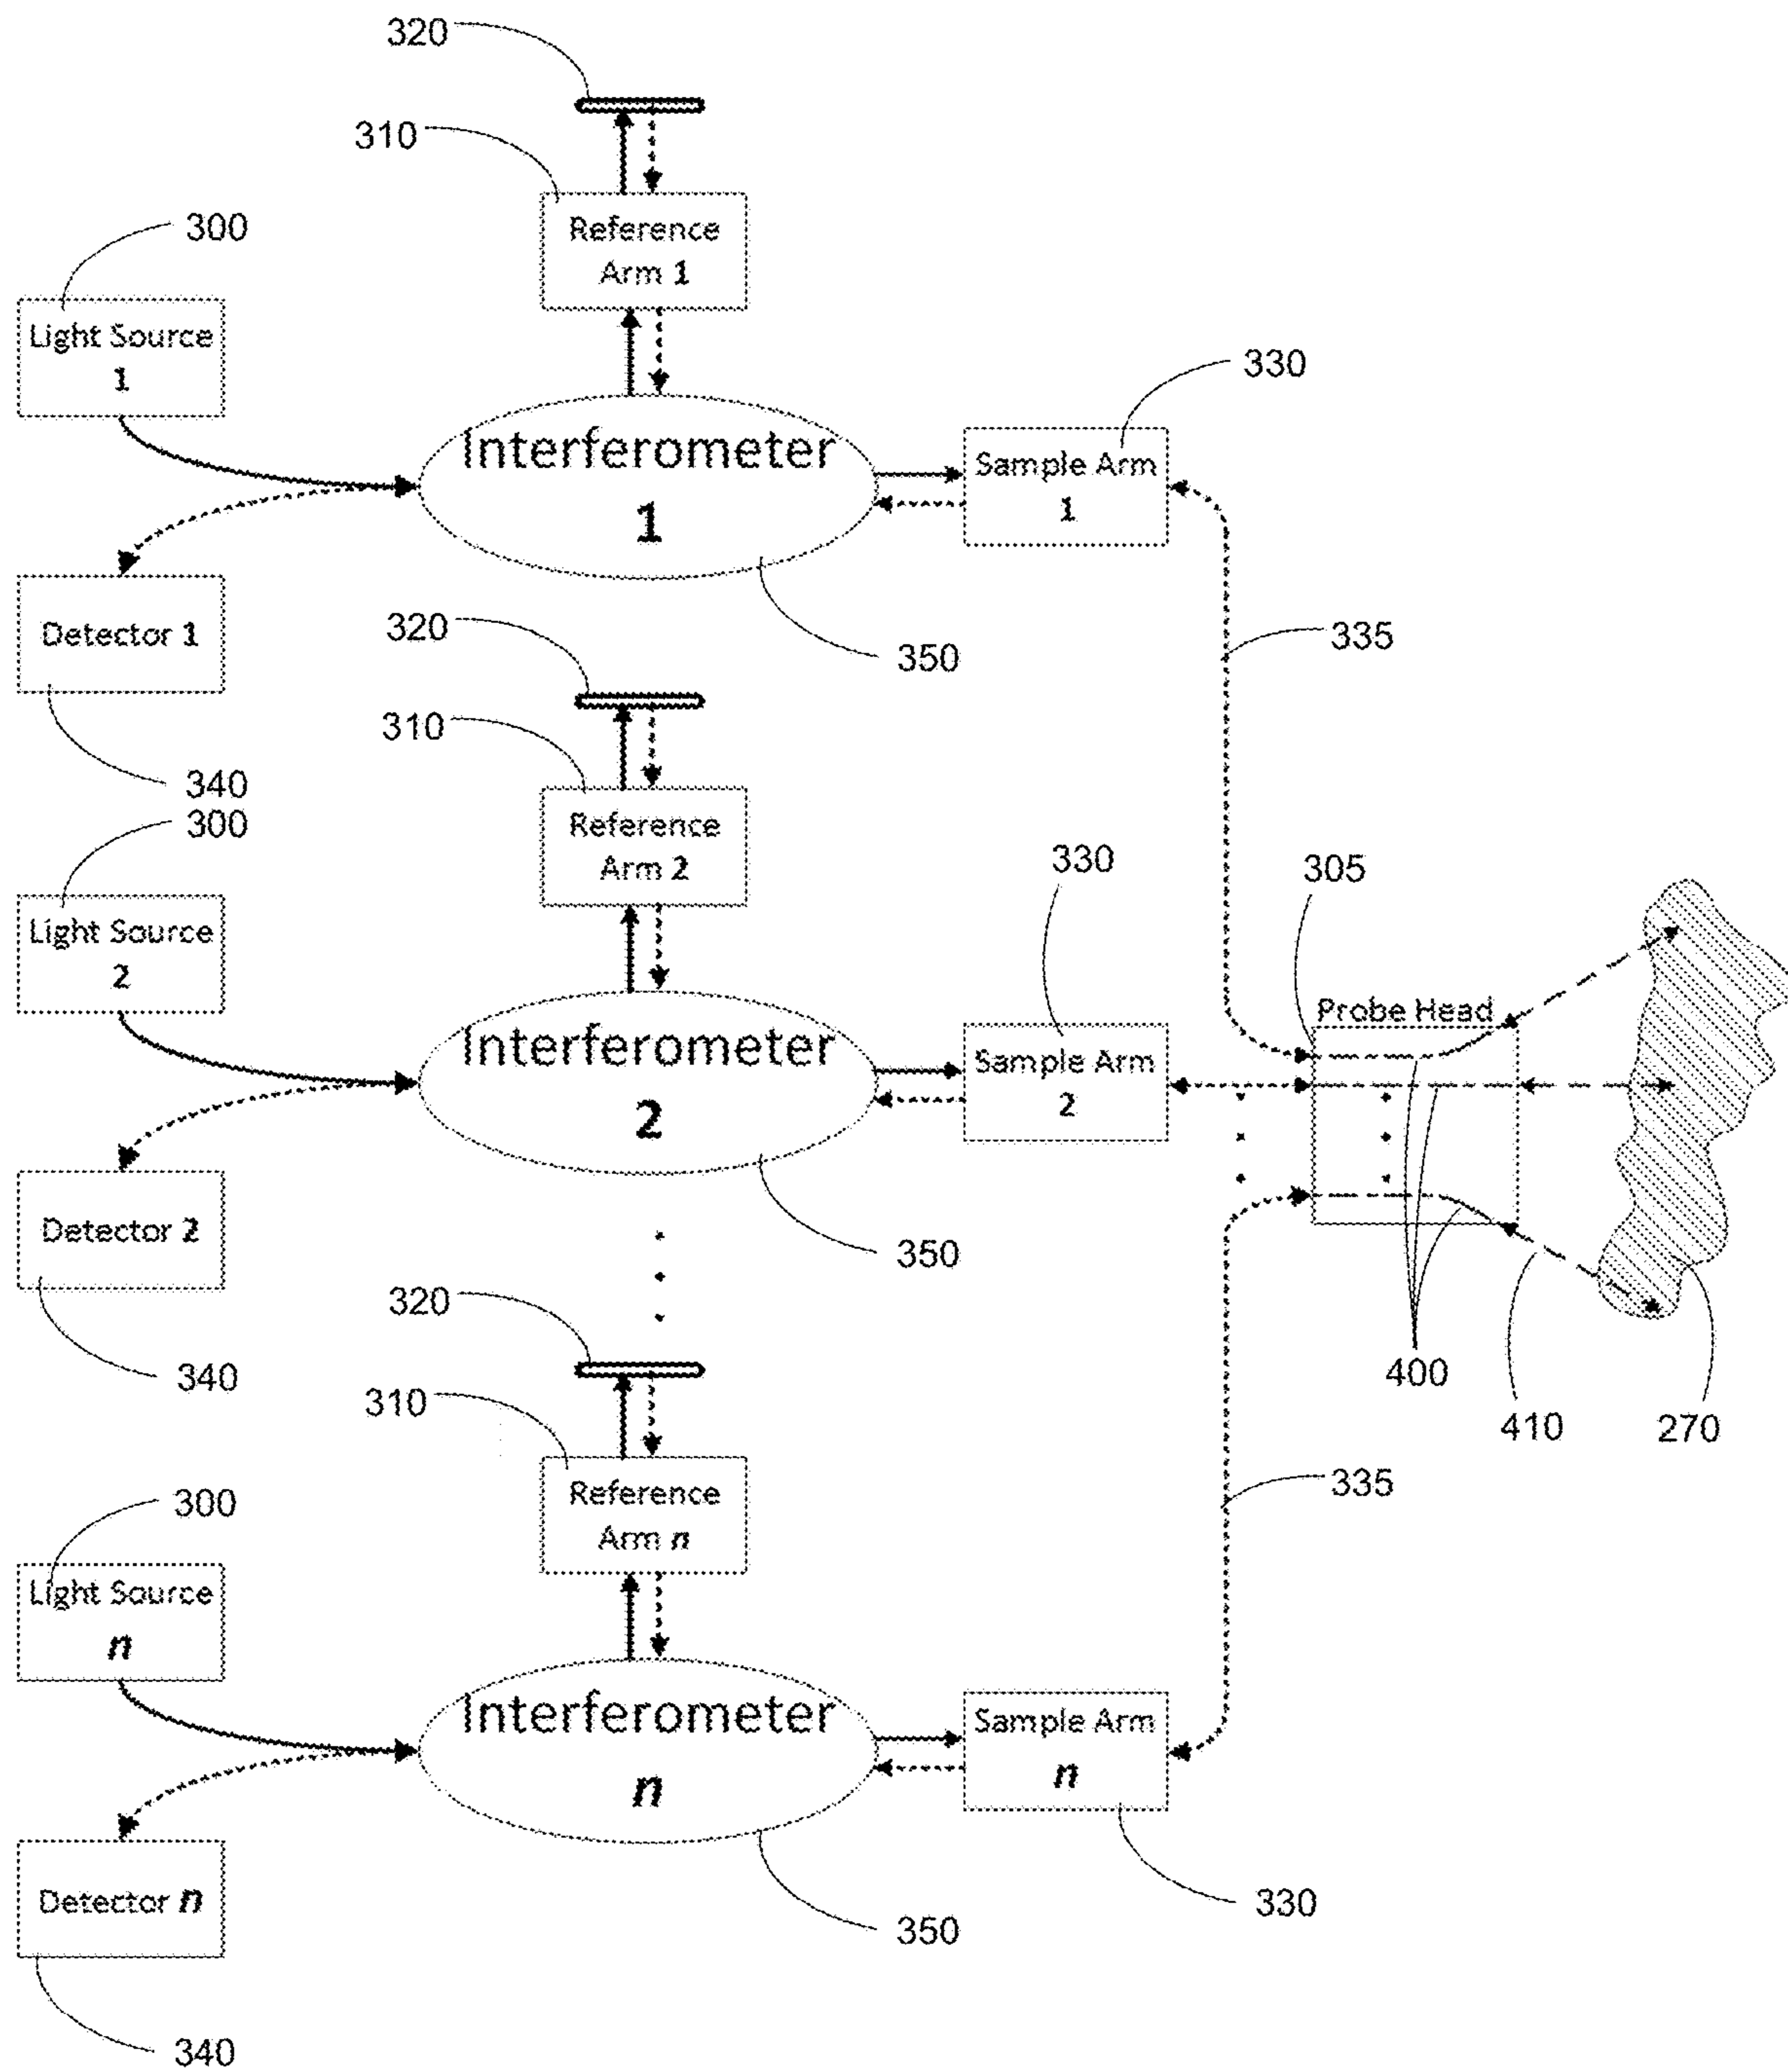 320
310
Reference
Arm 1
300
Light Source
1
330
Interferometer
1
Sample Arm
1
Detector 1
320
350
335
310
340
300
Reference
Arm 2
330
305
Light Source
2
Probe Head
Interferometer
2
Sample Arm
2
Detector 2
350
320
340
310
400
410
270
300
Reference
Arm n
335
Light Source
n
Interferometer
n
Sample Arm
n
Detector n
350
330
340